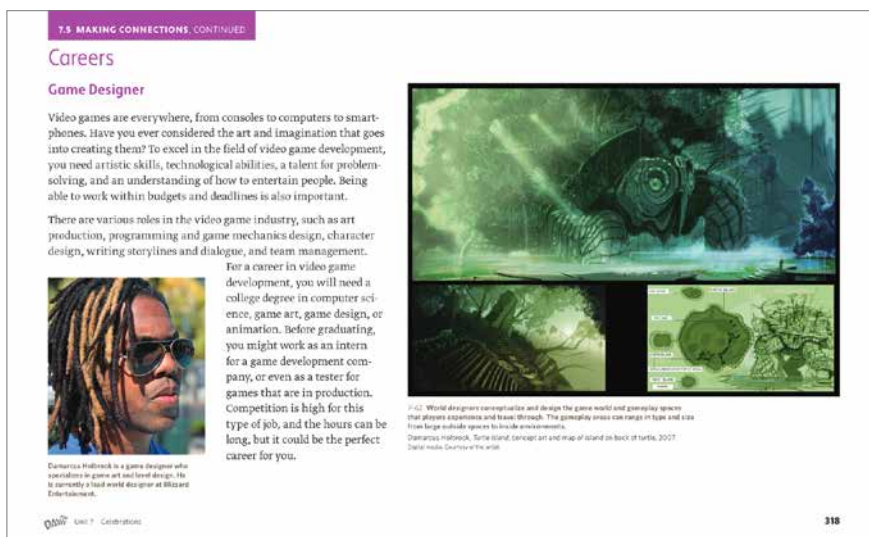 7.5 MAKING CONNECTIONS, CONTINUED
Careers
Game Designer
Video games are everywhere, from consoles to computers to smart-
phones. Have you ever considered the art and imagination that goes
into creating them? To excel in the field of video game development,
you need artistic skills, technological abilities, a talent for problem-
solving, and an understanding of how to entertain people. Being
able to work within budgets and deadlines is also important.
There are various roles in the video game industry, such as art
production, programming and game mechanics design, character
design, writing storylines and dialogue, and team management.
For a career in video game
development, you will need a
college degree in computer sci-
ence, game art, game design, or
animation. Before graduating,
you might work as an intern
for a game development com-
pany, or even as a tester for
games that are in production.
Competition is high for this
type of job, and the hours can be
long, but it could be the perfect
career for you.
Damarcus Holbrook is a game designer who
specializes in game art and level design. He
is currently a lead world designer at Blizzard
Entertainment.
7-62 World designers conceptualize and design the game world and gameplay spaces
that players experience and travel through. The gameplay areas can range in type and size
from large outside spaces to inside environments.
Damarcus Holbrook, Turtle Island, concept art and map of island on back of turtle, 2007.
Digital media. Courtesy of the artist.
Unit 7 Celebrations
318